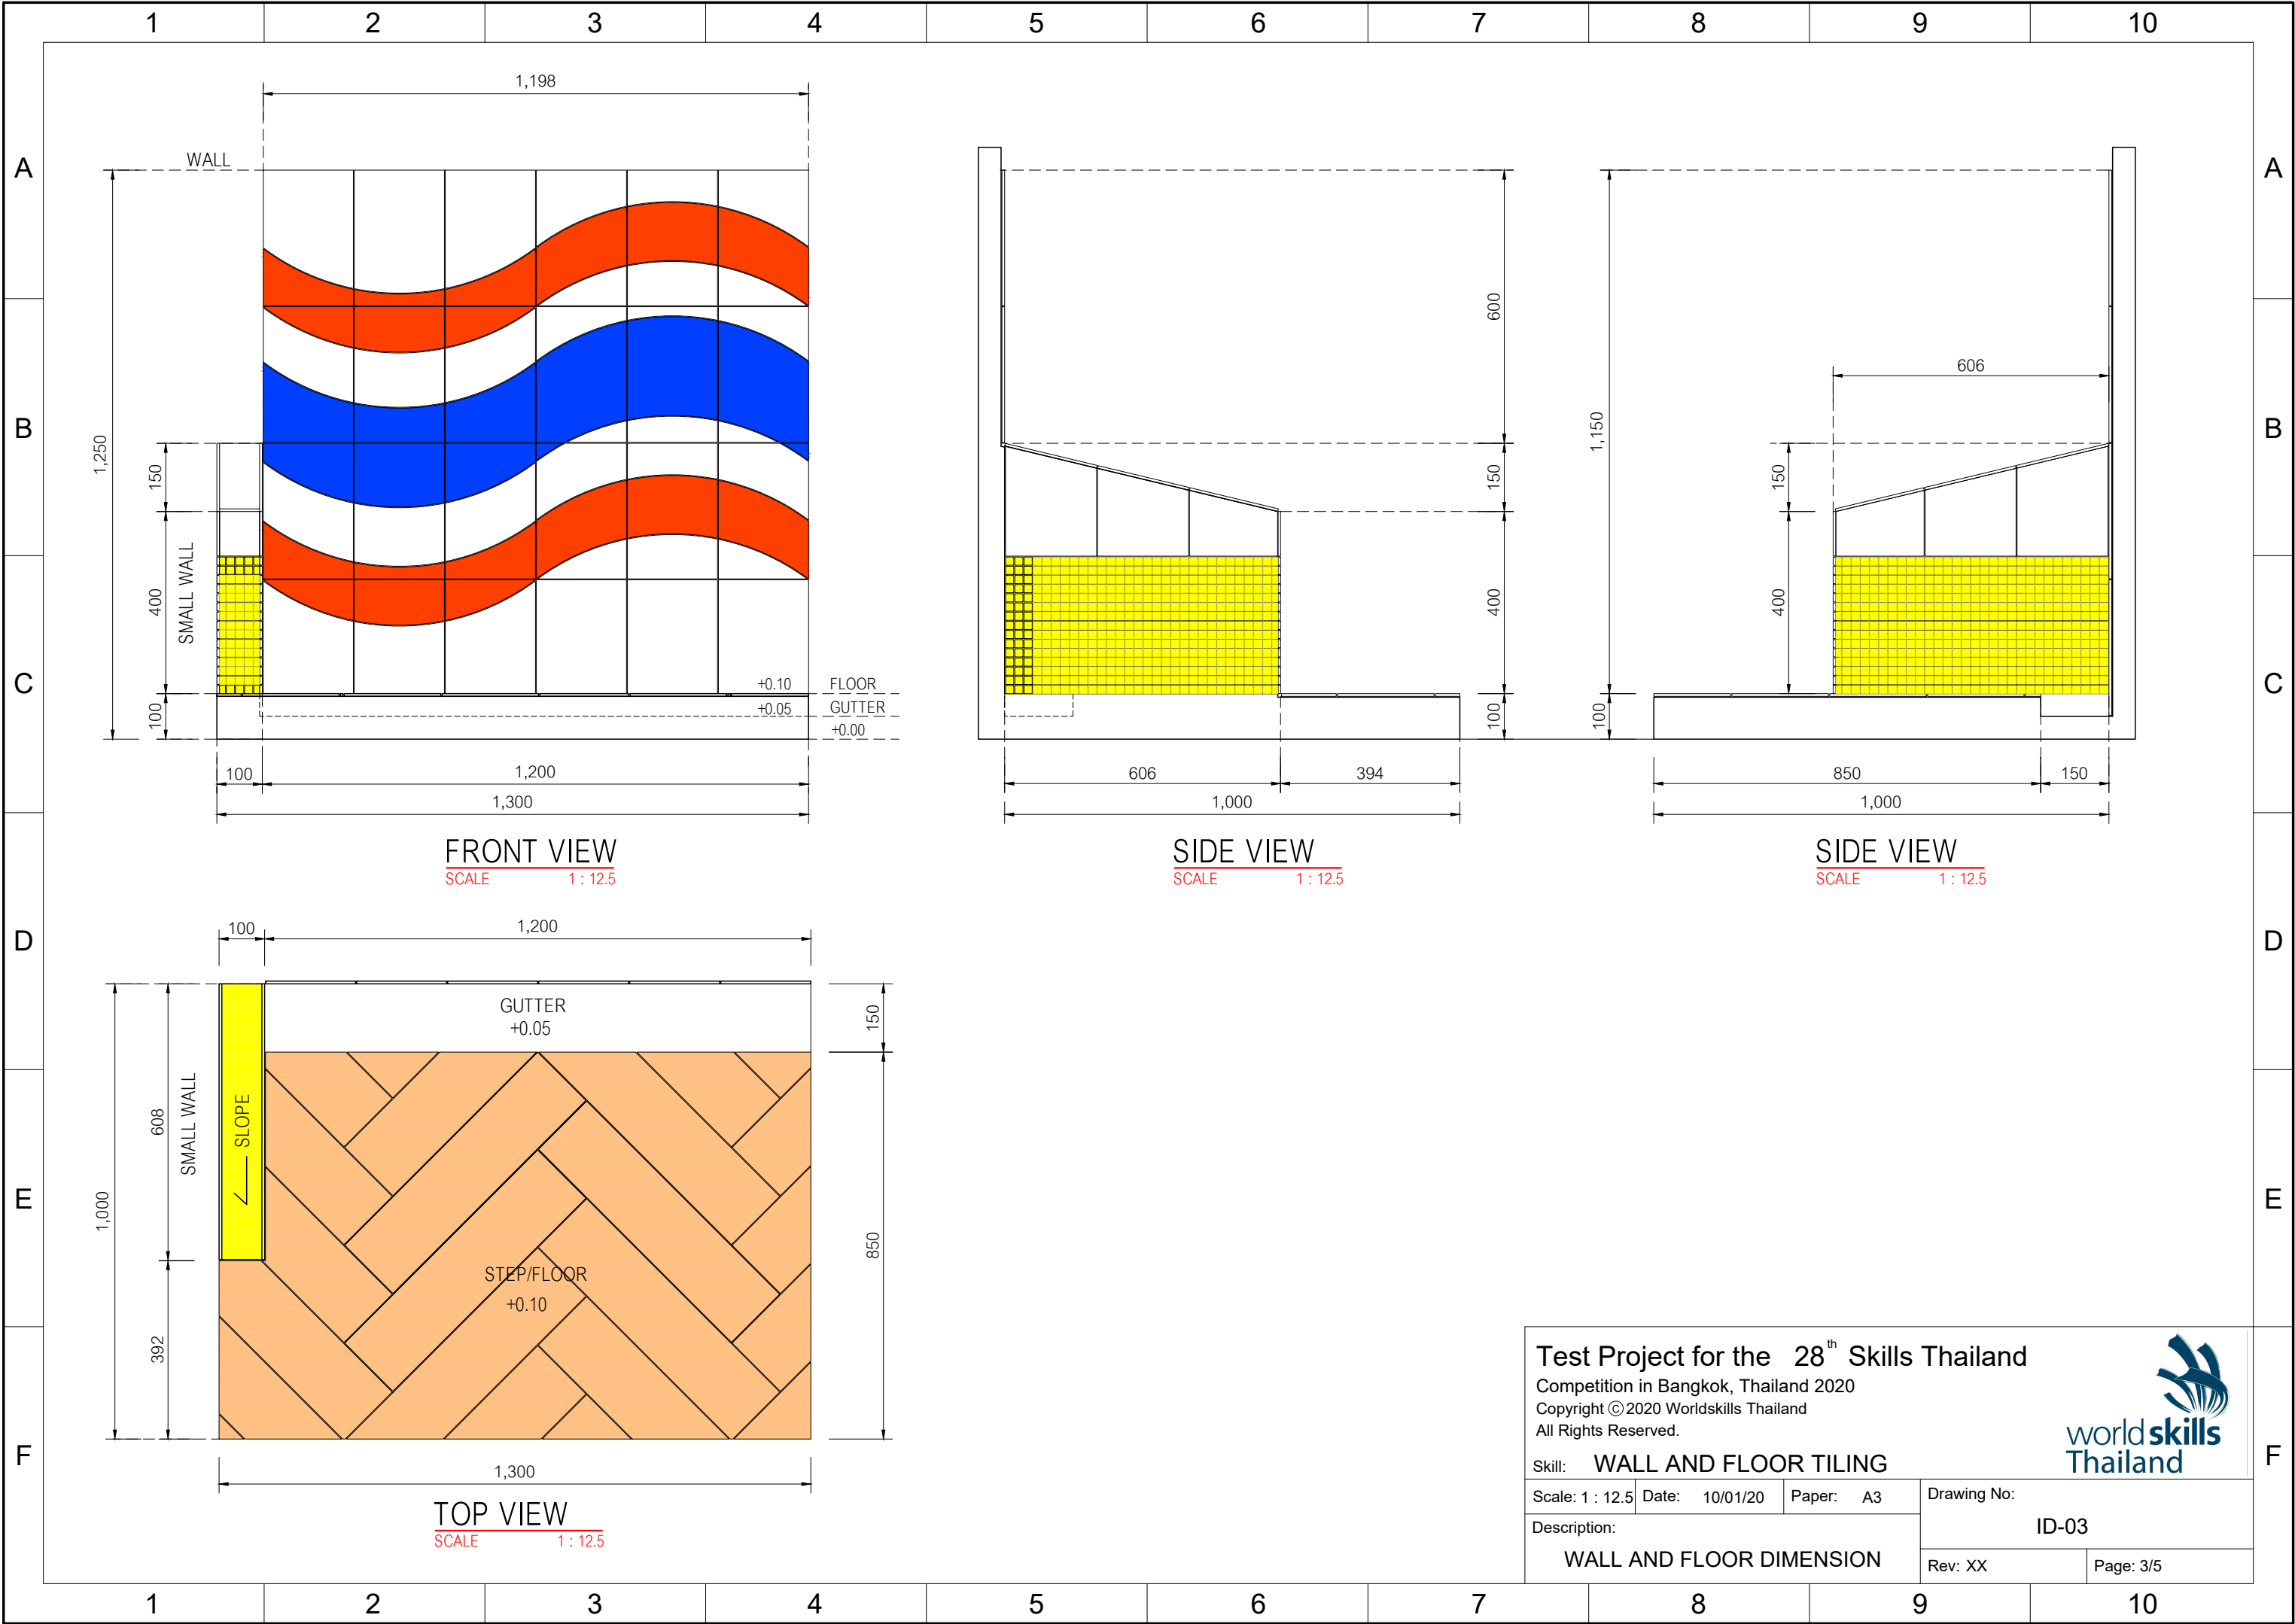 1 2 3 4 5 6 7 8 9 10
A A
B B
C C
D D
E E
F F
1,198
WALL
1,250
150
400
SMALL WALL
100
+0.10 FLOOR
+0.05 GUTTER
+0.00
100 1,200
1,300
FRONT VIEW
SCALE 1 : 12.5
600
150
400
100
606 394
1,000
SIDE VIEW
SCALE 1 : 12.5
606
1,150
150
400
100
850 150
1,000
SIDE VIEW
SCALE 1 : 12.5
100 1,200
GUTTER
+0.05
150
608
SMALL WALL
SLOPE
1,000
850
STEP/FLOOR
+0.10
392
1,300
TOP VIEW
SCALE 1 : 12.5
Test Project for the 28th Skills Thailand
Competition in Bangkok, Thailand 2020
Copyright ©2020 Worldskills Thailand
All Rights Reserved.
Skill: WALL AND FLOOR TILING
world skills
Thailand
Scale: 1 : 12.5 Date: 10/01/20 Paper: A3
Drawing No:
ID-03
Description:
WALL AND FLOOR DIMENSION
Rev: XX Page: 3/5
1 2 3 4 5 6 7 8 9 10